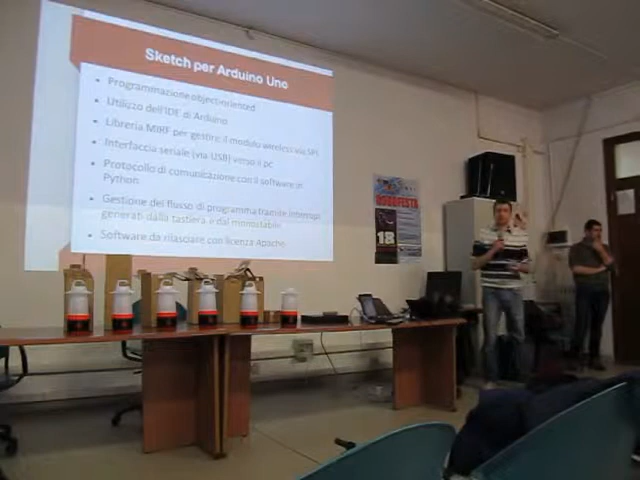 Sketch per Arduino Uno
• Programmazione object-oriented
• Utilizzo dell'IDE di Arduino
• Libreria MIRF per gestire il modulo wireless via SPI
• Interfaccia seriale (via USB) verso il pc
• Protocollo di comunicazione con il software in
Python
• Gestione del flusso di programma tramite interrupt
generati dalla tastiera e dal monostabile
• Software da rilasciare con licenza Apache
ROBOFESTA
18